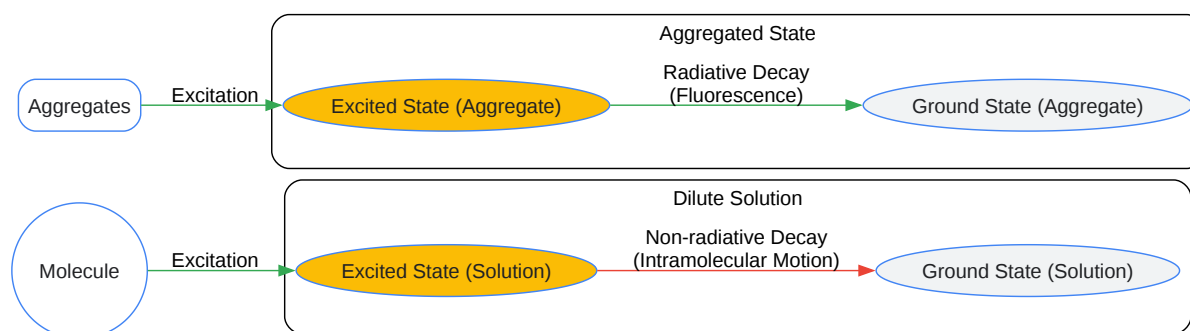 Aggregated State
Aggregates
Excitation
Excited State (Aggregate)
Radiative Decay
(Fluorescence)
Ground State (Aggregate)
Dilute Solution
Molecule
Excitation
Excited State (Solution)
Non-radiative Decay
(Intramolecular Motion)
Ground State (Solution)